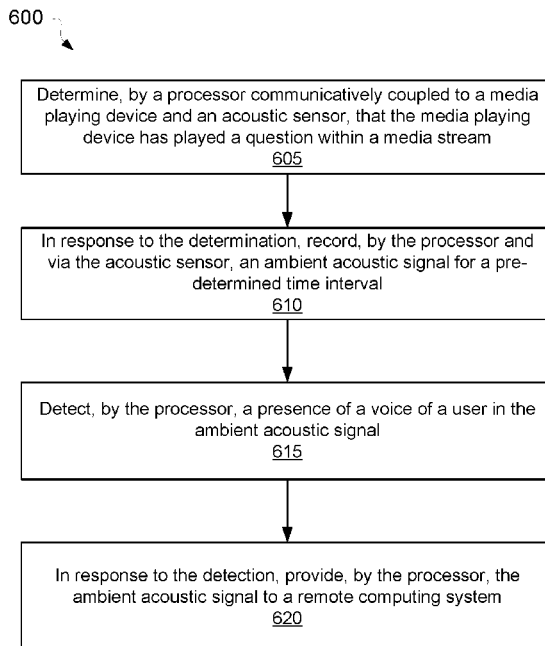 600
Determine, by a processor communicatively coupled to a media
playing device and an acoustic sensor, that the media playing
device has played a question within a media stream
605
In response to the determination, record, by the processor and
via the acoustic sensor, an ambient acoustic signal for a pre-
determined time interval
610
Detect, by the processor, a presence of a voice of a user in the
ambient acoustic signal
615
In response to the detection, provide, by the processor, the
ambient acoustic signal to a remote computing system
620